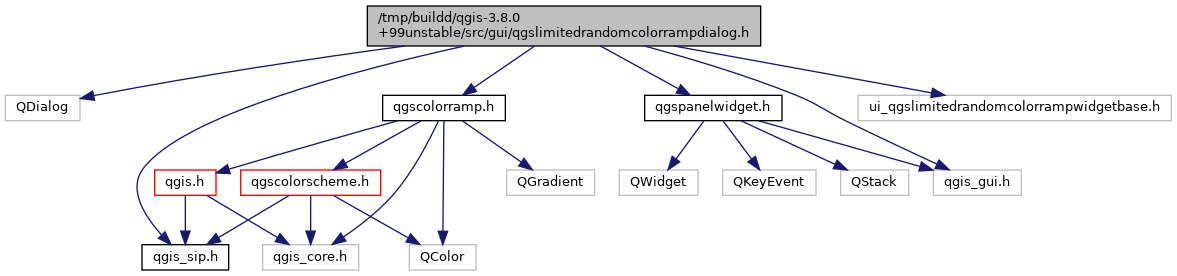 /tmp/buildd/qgis-3.8.0
+99unstable/src/gui/qgslimitedrandomcolorrampdialog.h
QDialog
qgscolorramp.h
qgspanelwidget.h
ui_qgslimitedrandomcolorrampwidgetbase.h
qgis.h
qgscolorscheme.h
QGradient
QWidget
QKeyEvent
QStack
qgis_gui.h
qgis_sip.h
qgis_core.h
QColor